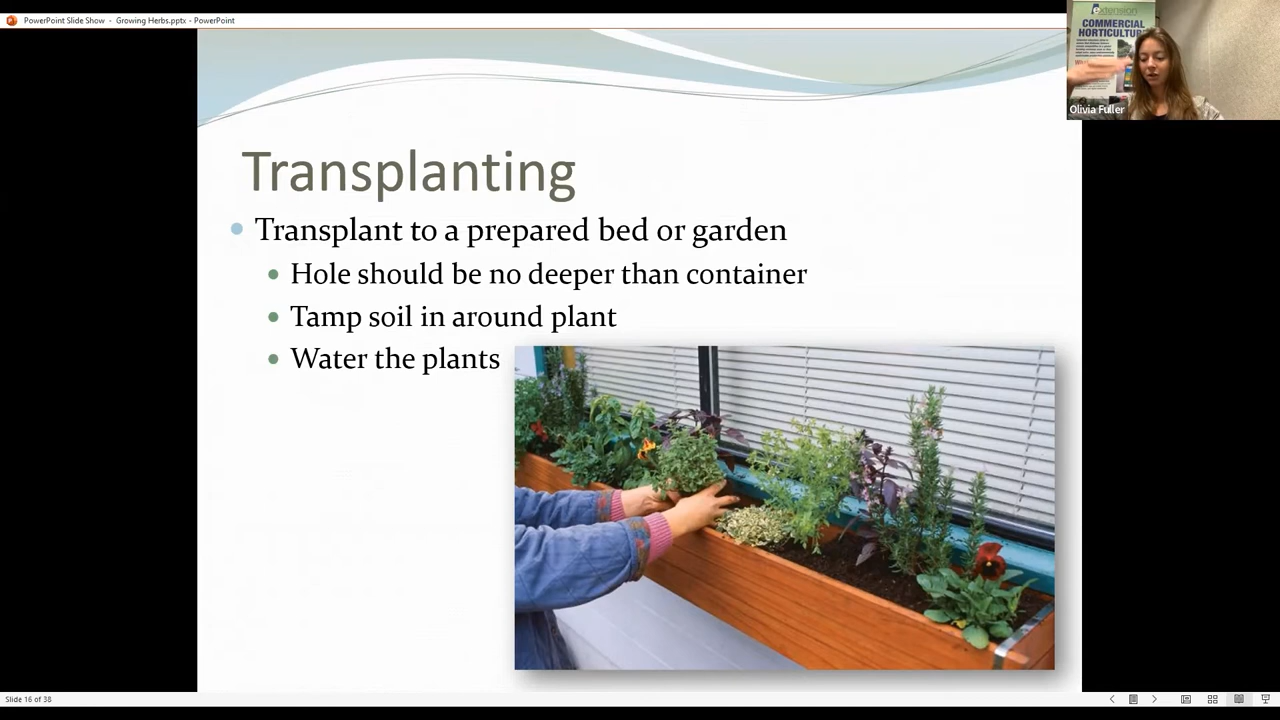 PowerPoint Slide Show - Growing Herbs.pptx - PowerPoint
extension
COMMERCIAL
HORTICULTURE
Olivia Fuller
Transplanting
Transplant to a prepared bed or garden
Hole should be no deeper than container
Tamp soil in around plant
Water the plants
Slide 16 of 38